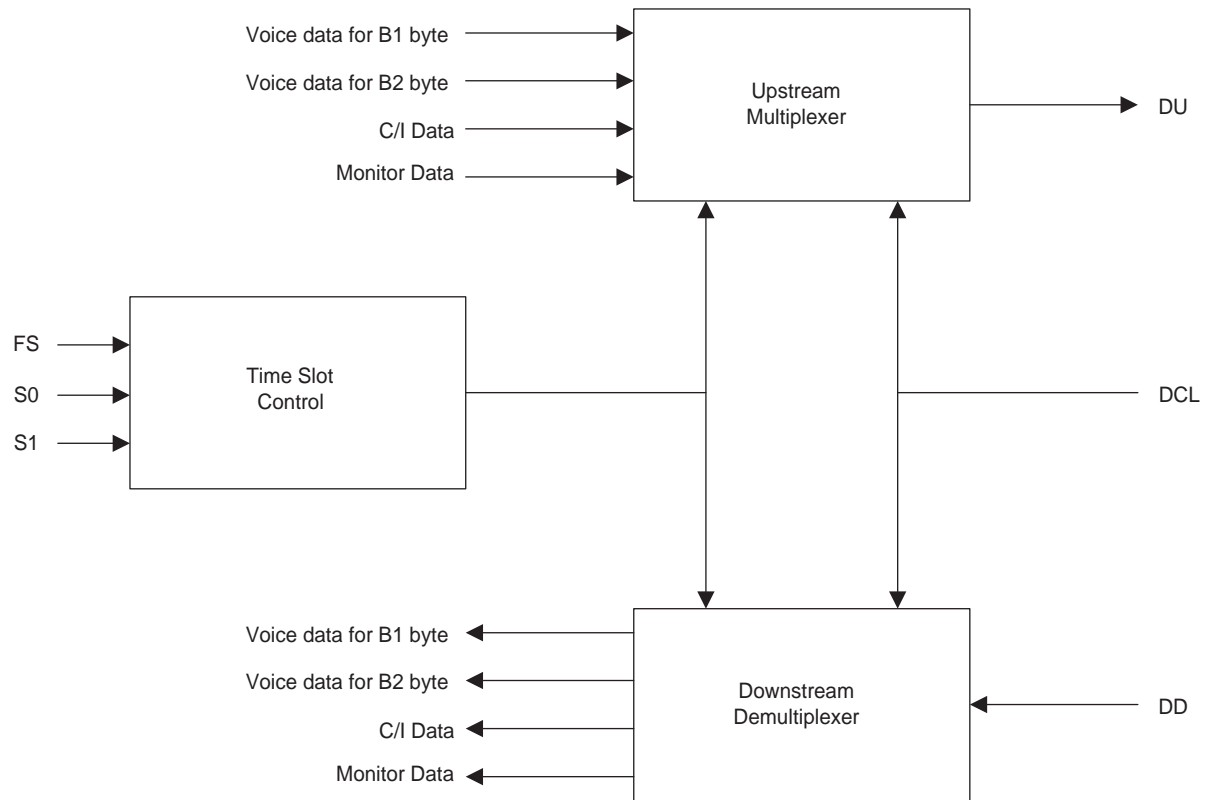 Voice data for B1 byte
Voice data for B2 byte
C/I Data
Monitor Data
Upstream
Multiplexer
DU
FS
S0
S1
Time Slot
Control
DCL
Voice data for B1 byte
Voice data for B2 byte
C/I Data
Monitor Data
Downstream
Demultiplexer
DD